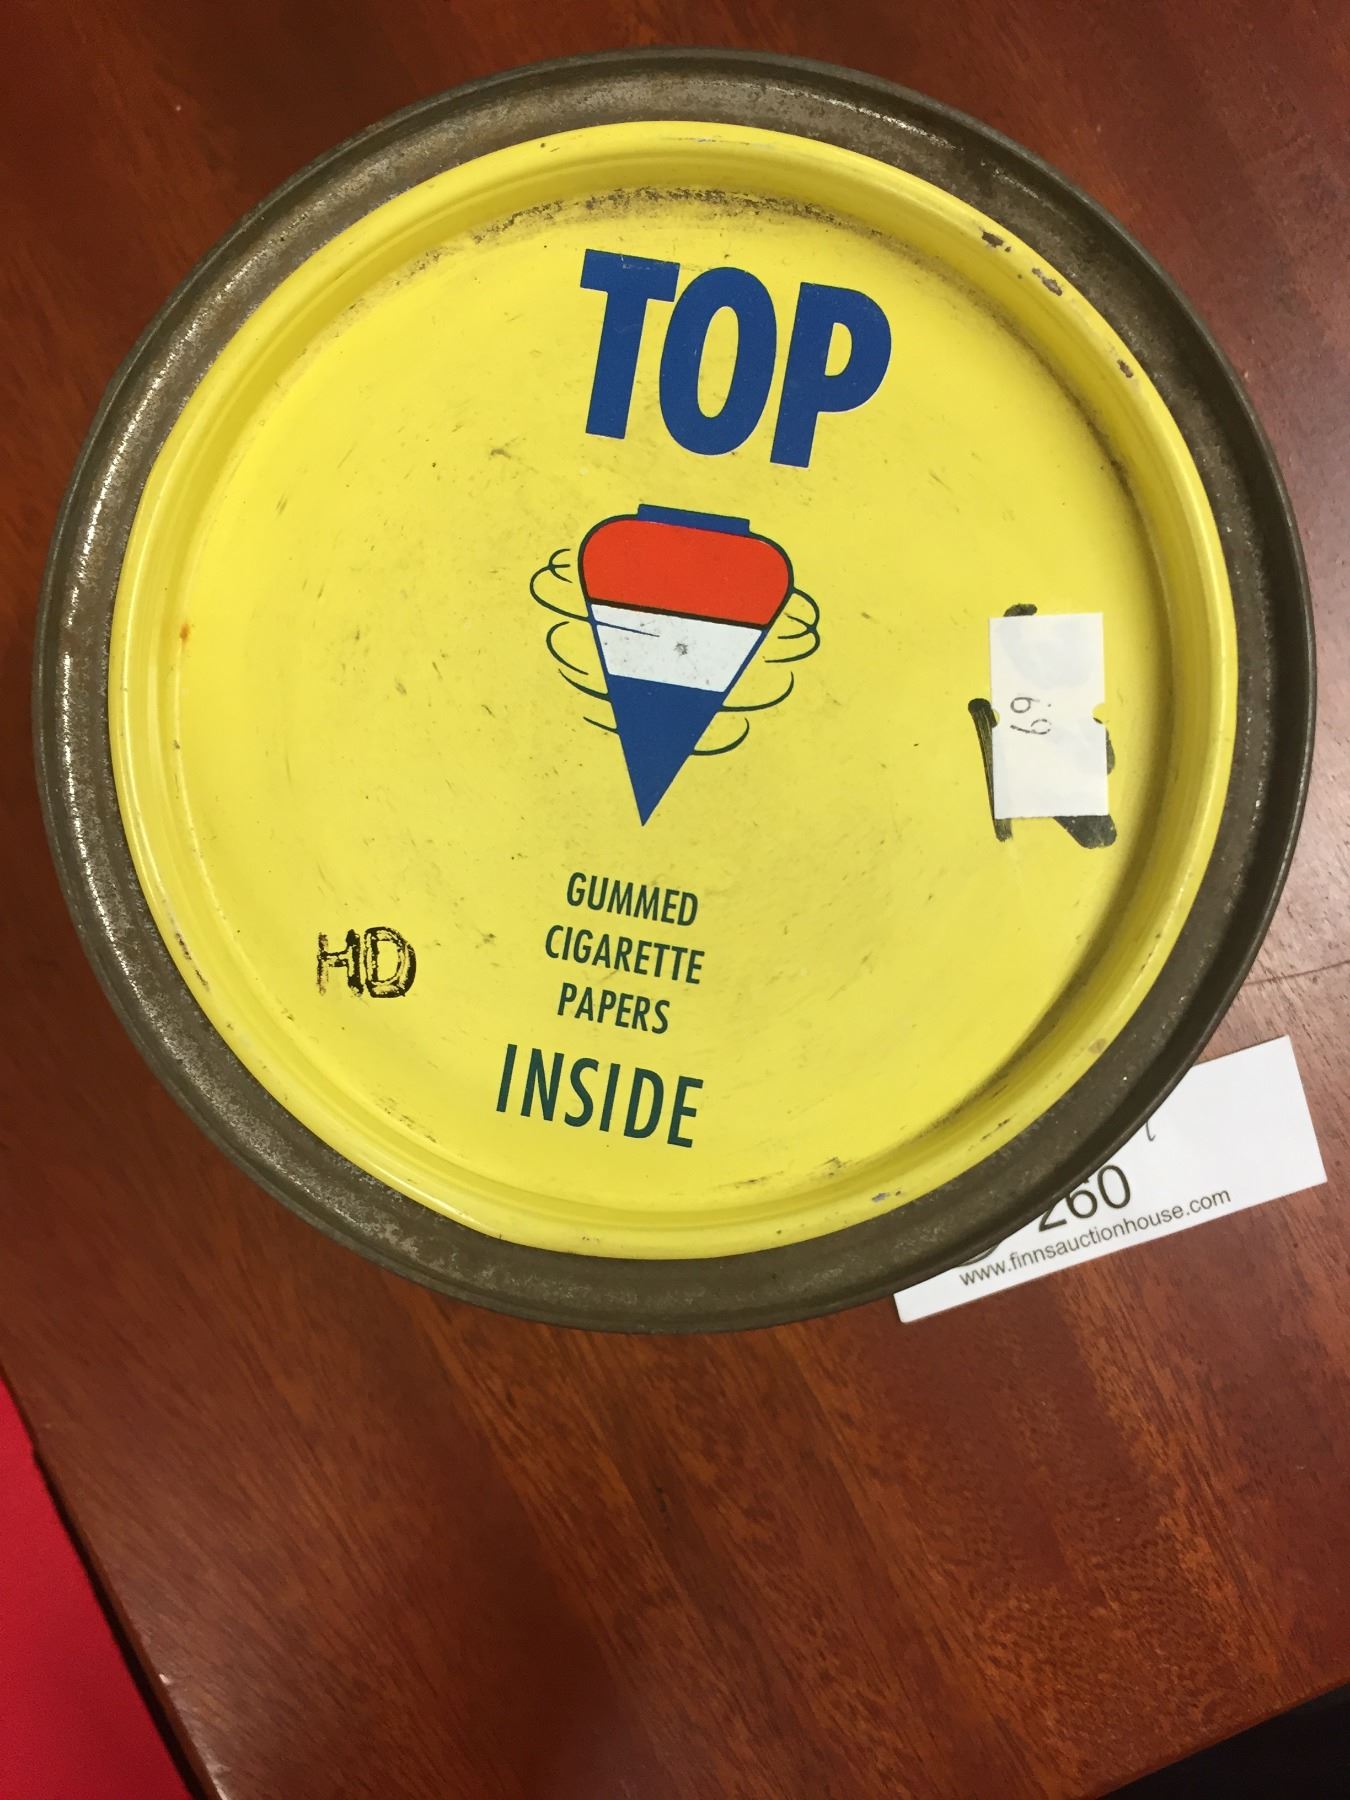 TOP
69
GUMMED
CIGARETTE
PAPERS
INSIDE
HD
260
www.finnsauctionhouse.com